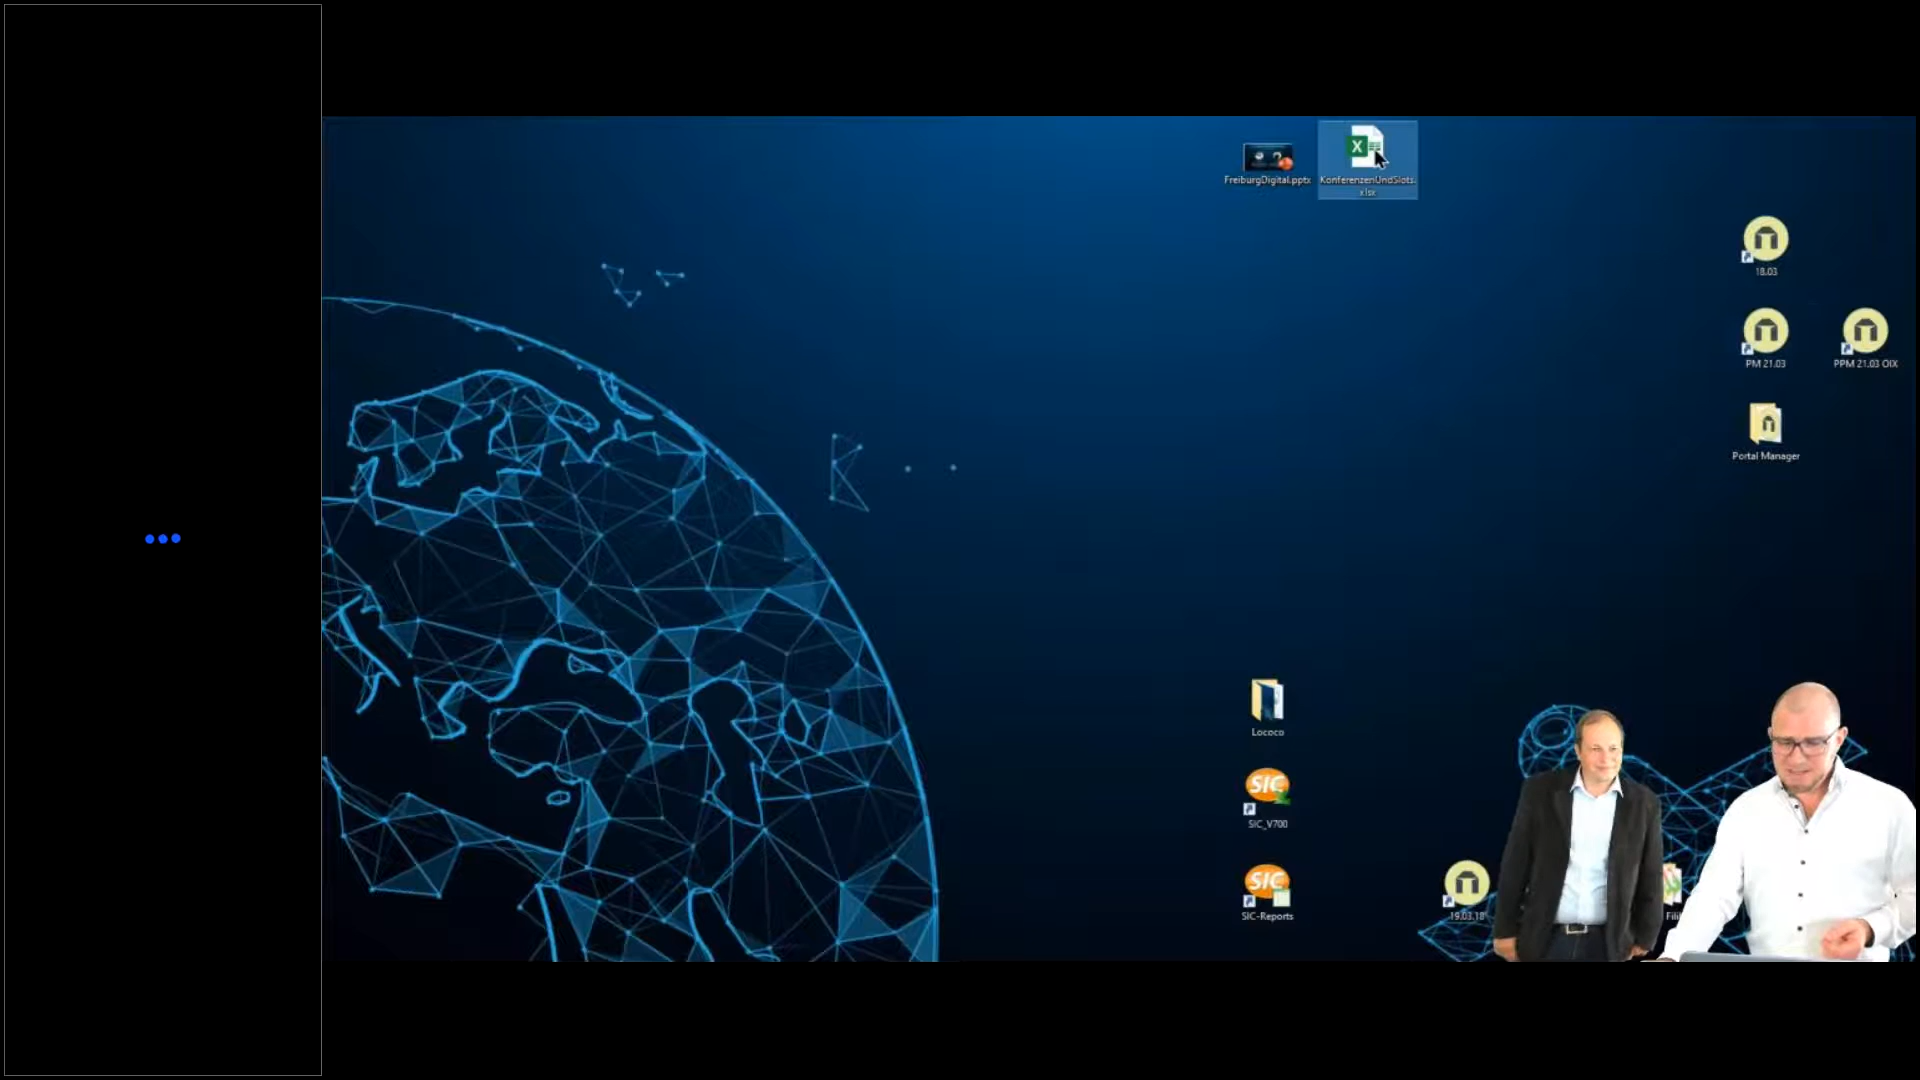 FreiburgDigital.pptx
KonferenzenUndSlots.
xlsx
18.03
PM 21.03
PPM 21.03 OIX
Portal Manager
Lococo
SIC
SIC_V700
SIC
SIC-Reports
19.03.18